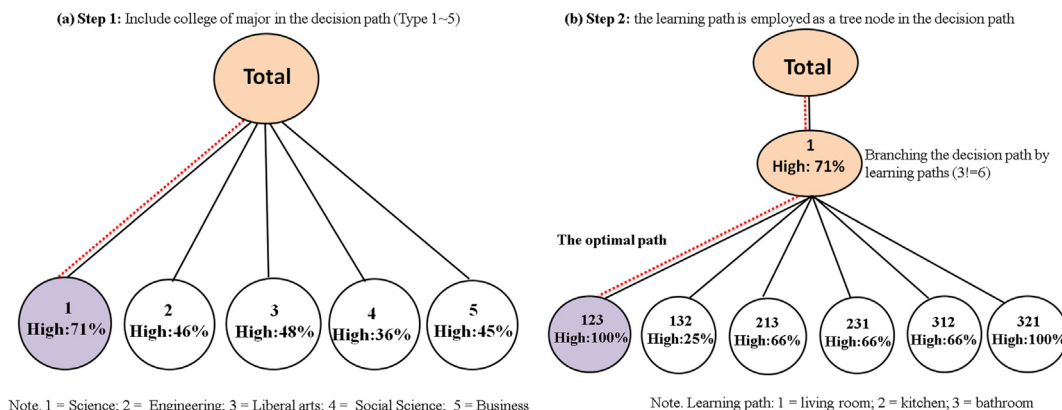 (a) Step 1: Include college of major in the decision path (Type 1~5)
Total
1
High:71%
2
High:46%
3
High:48%
4
High:36%
5
High:45%
Note. 1 = Science; 2 = Engineering; 3 = Liberal arts; 4 = Social Science; 5 = Business
(b) Step 2: the learning path is employed as a tree node in the decision path
Total
1
High: 71%
Branching the decision path by
learning paths (3!=6)
The optimal path
123
High:100%
132
High:25%
213
High:66%
231
High:66%
312
High:66%
321
High:100%
Note. Learning path: 1 = living room; 2 = kitchen; 3 = bathroom